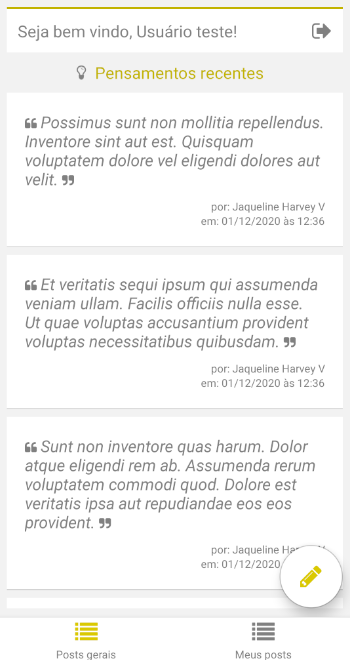 Seja bem vindo, Usuário teste!
Pensamentos recentes
❝ Possimus sunt non mollitia repellendus.
Inventore sint aut est. Quisquam
voluptatem dolore vel eligendi dolores aut
velit. ❞
por: Jaqueline Harvey V
em: 01/12/2020 às 12:36
❝ Et veritatis sequi ipsum qui assumenda
veniam ullam. Facilis officiis nulla esse.
Ut quae voluptas accusantium provident
voluptas necessitatibus quibusdam. ❞
por: Jaqueline Harvey V
em: 01/12/2020 às 12:36
❝ Sunt non inventore quas harum. Dolor
atque eligendi rem ab. Assumenda rerum
voluptatem commodi quod. Dolore est
veritatis ipsa aut repudiandae eos eos
provident. ❞
por: Jaqueline
em: 01/12/2020
Posts gerais
Meus posts